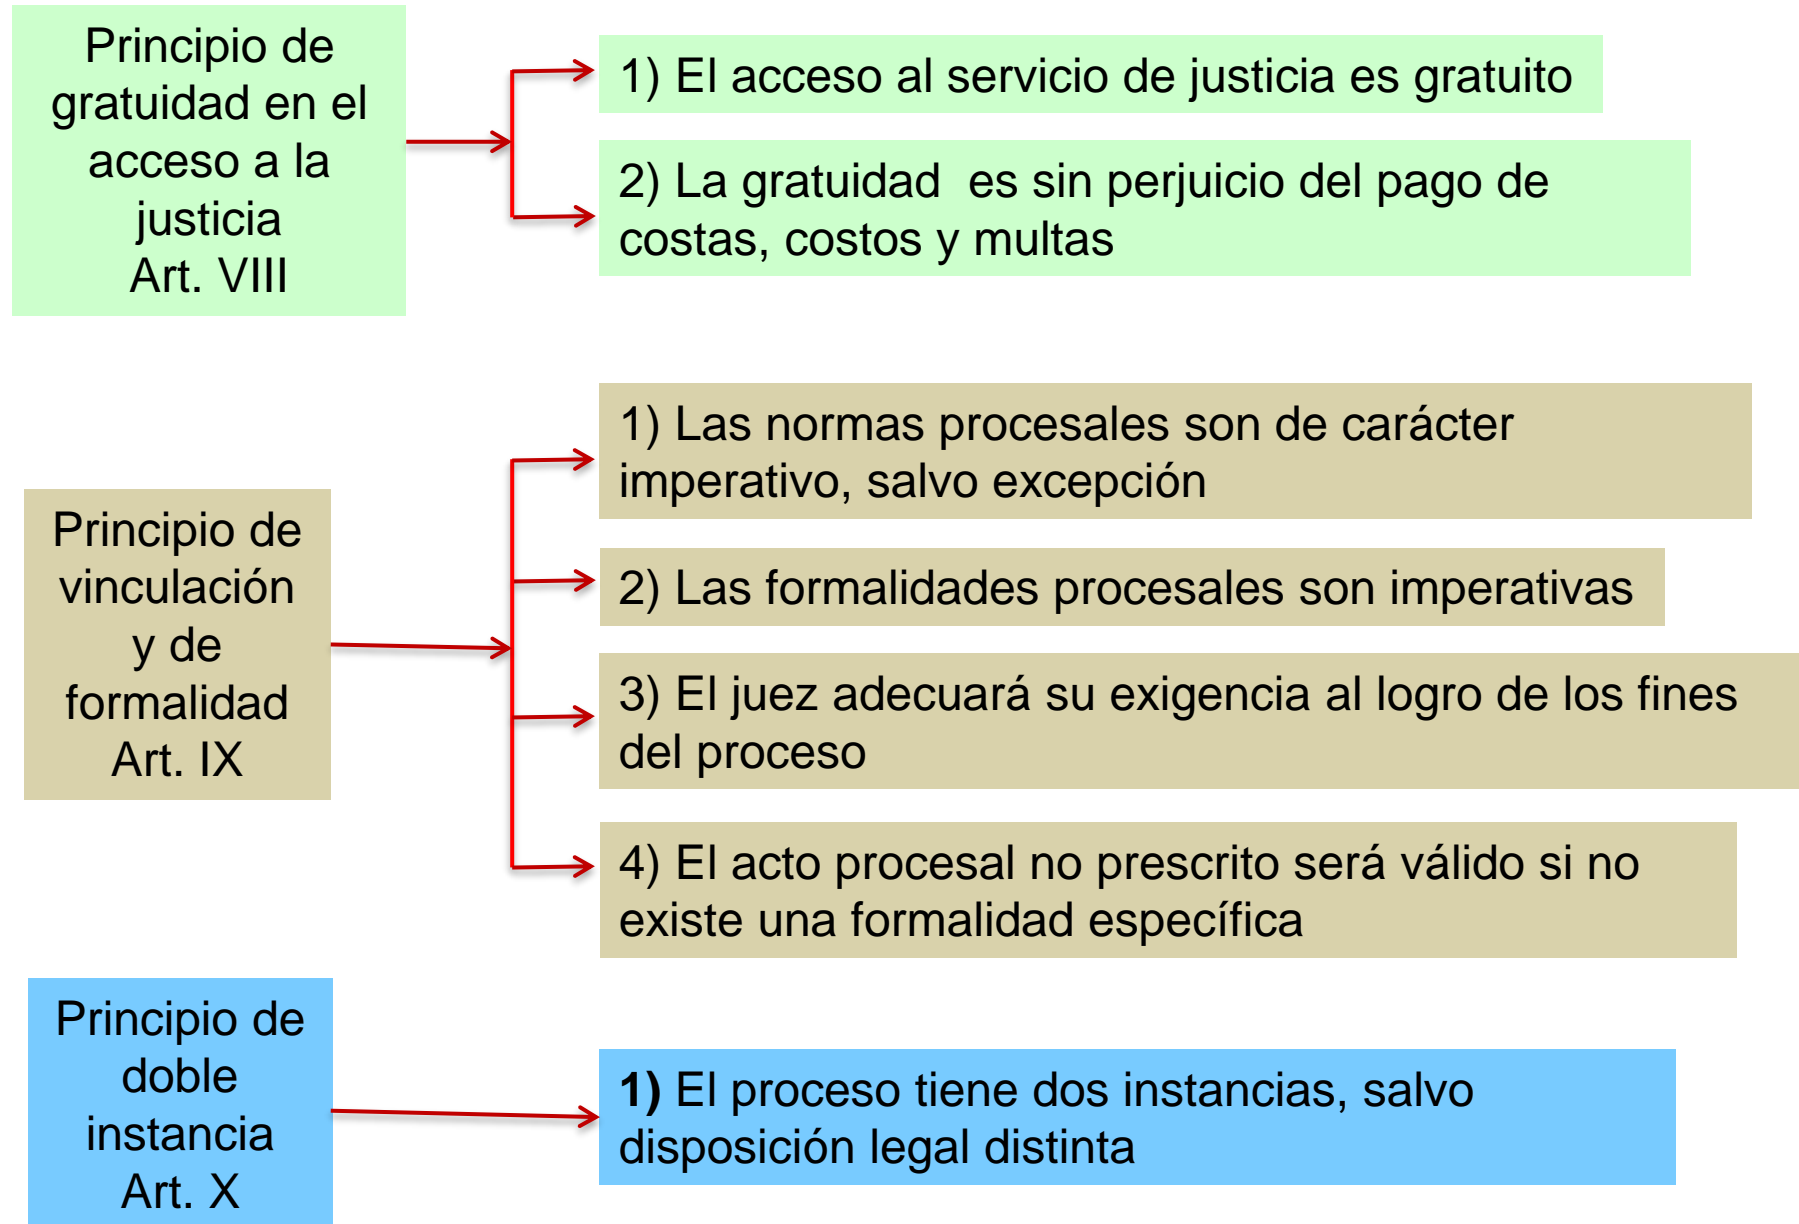 Principio de
gratuidad en el
acceso a la
justicia
Art. VIII
1) El acceso al servicio de justicia es gratuito
2) La gratuidad  es sin perjuicio del pago de
costas, costos y multas
Principio de
vinculación
y de
formalidad
Art. IX
1) Las normas procesales son de carácter
imperativo, salvo excepción
2) Las formalidades procesales son imperativas
3) El juez adecuará su exigencia al logro de los fines
del proceso
4) El acto procesal no prescrito será válido si no
existe una formalidad específica
Principio de
doble
instancia
Art. X
1) El proceso tiene dos instancias, salvo
disposición legal distinta